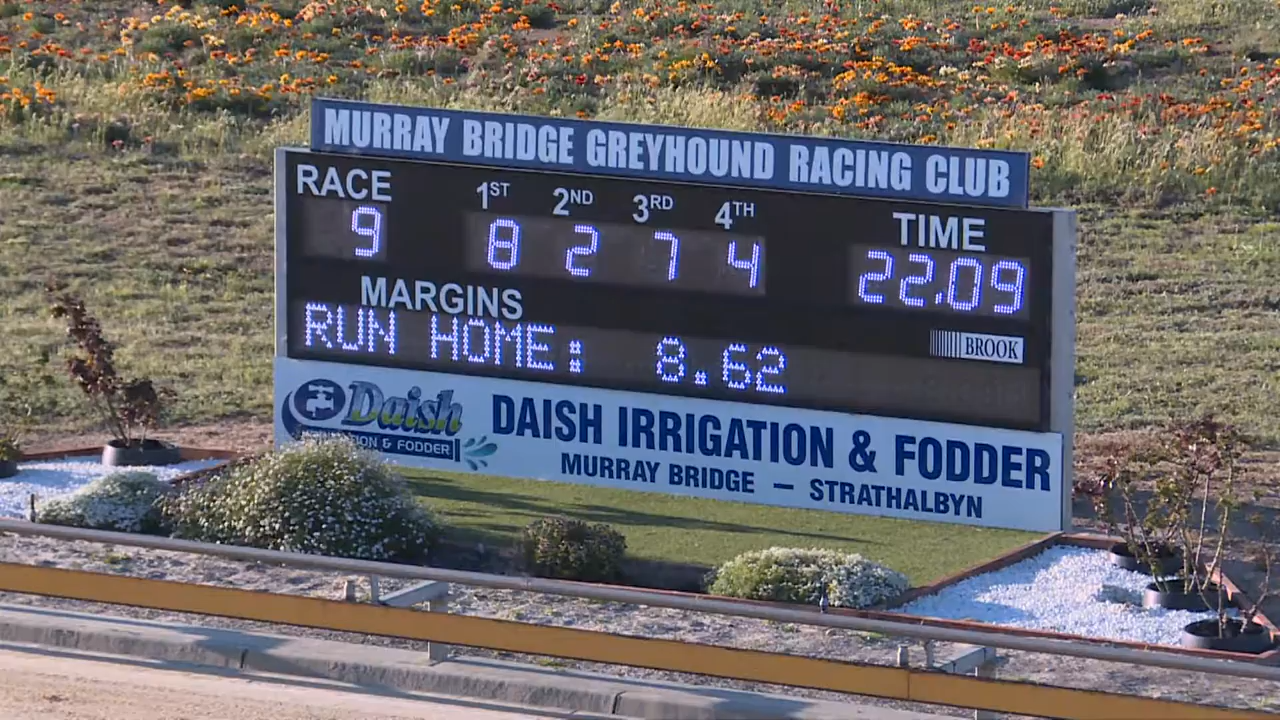 MURRAY BRIDGE GREYHOUND RACING CLUB
RACE 1ST 2ND 3RD 4TH TIME
9 8 2 7 4 22.09
MARGINS
RUN HOME: 8.62
BROOK
Daish
& FODDER
DAISH IRRIGATION & FODDER
MURRAY BRIDGE – STRATHALBYN